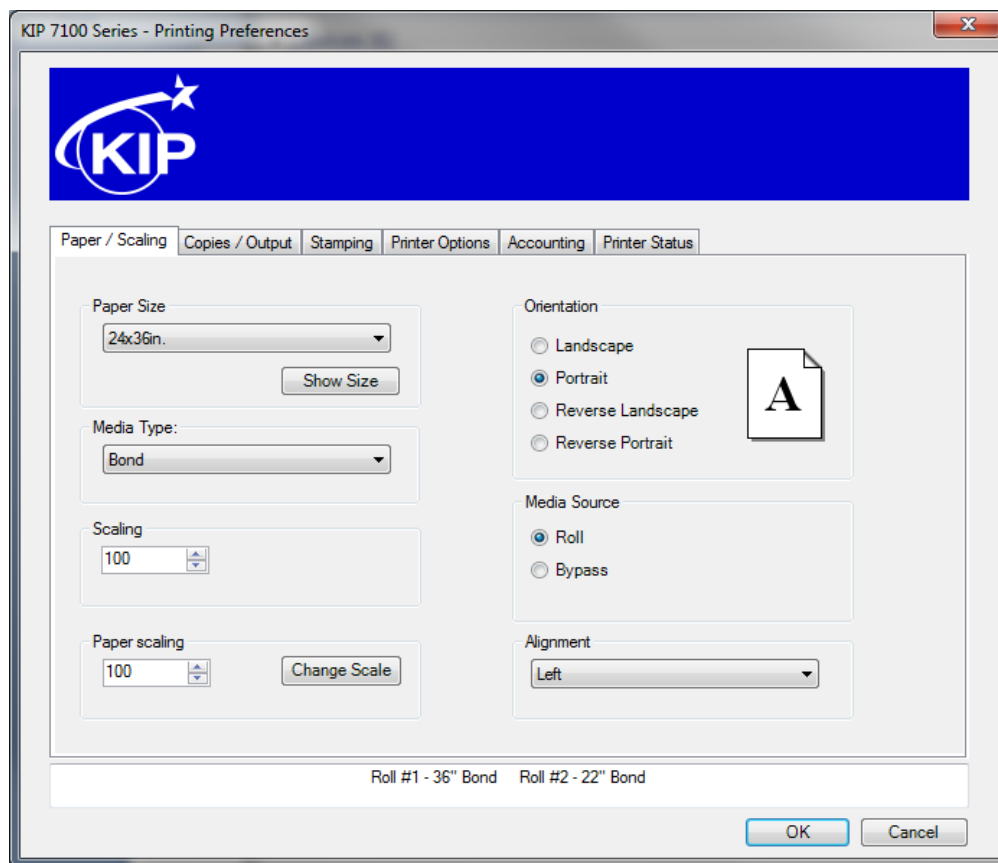 KIP 7100 Series - Printing Preferences
KIP
Paper / Scaling Copies / Output Stamping Printer Options Accounting Printer Status
Paper Size
24x36in.
Show Size
Media Type:
Bond
Scaling
100
Paper scaling
100 Change Scale
Orientation
Landscape
Portrait
Reverse Landscape
Reverse Portrait
A
Media Source
Roll
Bypass
Alignment
Left
Roll #1 - 36" Bond Roll #2 - 22" Bond
OK Cancel